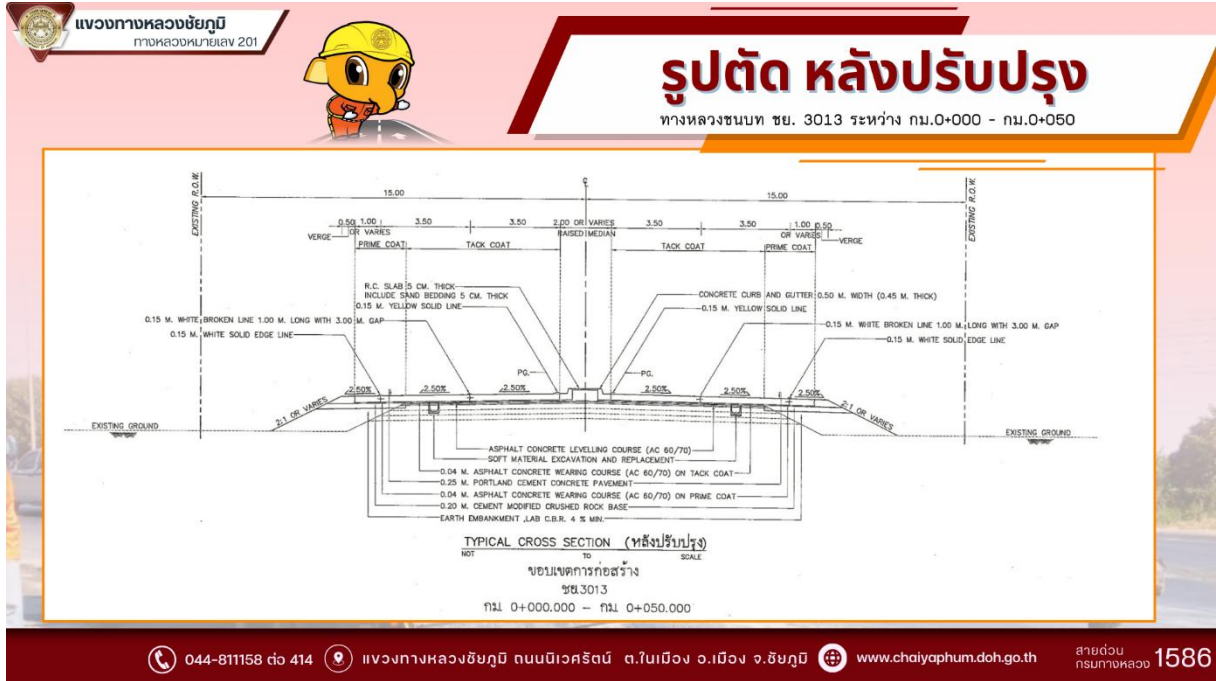 แขวงทางหลวงชัยภูมิ
ทางหลวงหมายเลข 201
รูปตัด หลังปรับปรุง
ทางหลวงชนบท ชย. 3013 ระหว่าง กม.0+000 - กม.0+050
EXISTING R.O.W.
15.00
15.00
EXISTING R.O.W.
0.50 1.00 3.50 3.50 2.00 OR VARIES 3.50 3.50 1.00 0.50
OR VARIES RAISED MEDIAN OR VARIES
VERGE VERGE
PRIME COAT TACK COAT TACK COAT PRIME COAT
R.C. SLAB 5 CM. THICK
INCLUDE SAND BEDDING 5 CM. THICK
0.15 M. YELLOW SOLID LINE
CONCRETE CURB AND GUTTER 0.50 M. WIDTH (0.45 M. THICK)
0.15 M. YELLOW SOLID LINE
0.15 M. WHITE BROKEN LINE 1.00 M. LONG WITH 3.00 M. GAP
0.15 M. WHITE SOLID EDGE LINE
0.15 M. WHITE BROKEN LINE 1.00 M. LONG WITH 3.00 M. GAP
0.15 M. WHITE SOLID EDGE LINE
PG. PG.
2.50% 2.50% 2.50% 2.50% 2.50% 2.50%
2:1 OR VARIES 2:1 OR VARIES
EXISTING GROUND EXISTING GROUND
ASPHALT CONCRETE LEVELLING COURSE (AC 60/70)
SOFT MATERIAL EXCAVATION AND REPLACEMENT
0.04 M. ASPHALT CONCRETE WEARING COURSE (AC 60/70) ON TACK COAT
0.25 M. PORTLAND CEMENT CONCRETE PAVEMENT
0.04 M. ASPHALT CONCRETE WEARING COURSE (AC 60/70) ON PRIME COAT
0.20 M. CEMENT MODIFIED CRUSHED ROCK BASE
EARTH EMBANKMENT ,LAB C.B.R. 4 % MIN.
TYPICAL CROSS SECTION (หลังปรับปรุง)
NOT TO SCALE
ขอบเขตการก่อสร้าง
ชย.3013
กม. 0+000.000 – กม. 0+050.000
044-811158 ต่อ 414 แขวงทางหลวงชัยภูมิ ถนนนิเวศรัตน์ ต.ในเมือง อ.เมือง จ.ชัยภูมิ www.chaiyaphum.doh.go.th
สายด่วน
กรมทางหลวง 1586